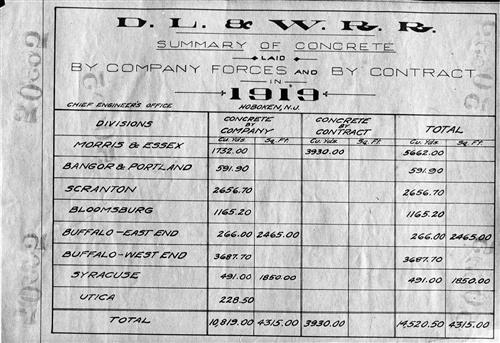 D. L. & W. R. R.
SUMMARY OF CONCRETE
LAID
BY COMPANY FORCES AND BY CONTRACT
IN
1919
CHIEF ENGINEER'S OFFICE HOBOKEN, N.J.
DIVISIONS CONCRETE BY COMPANY CONCRETE BY CONTRACT TOTAL
Cu. Yds. Sq. Ft. Cu. Yds. Sq. Ft. Cu. Yds. Sq. Ft.
MORRIS & ESSEX 1732.00 3930.00 5662.00
BANGOR & PORTLAND 591.90 591.90
SCRANTON 2656.70 2656.70
BLOOMSBURG 1165.20 1165.20
BUFFALO-EAST END 266.00 2465.00 266.00 2465.00
BUFFALO-WEST END 3687.70 3687.70
SYRACUSE 491.00 1850.00 491.00 1850.00
UTICA 228.50
TOTAL 10,819.00 4315.00 3930.00 14,520.50 4315.00